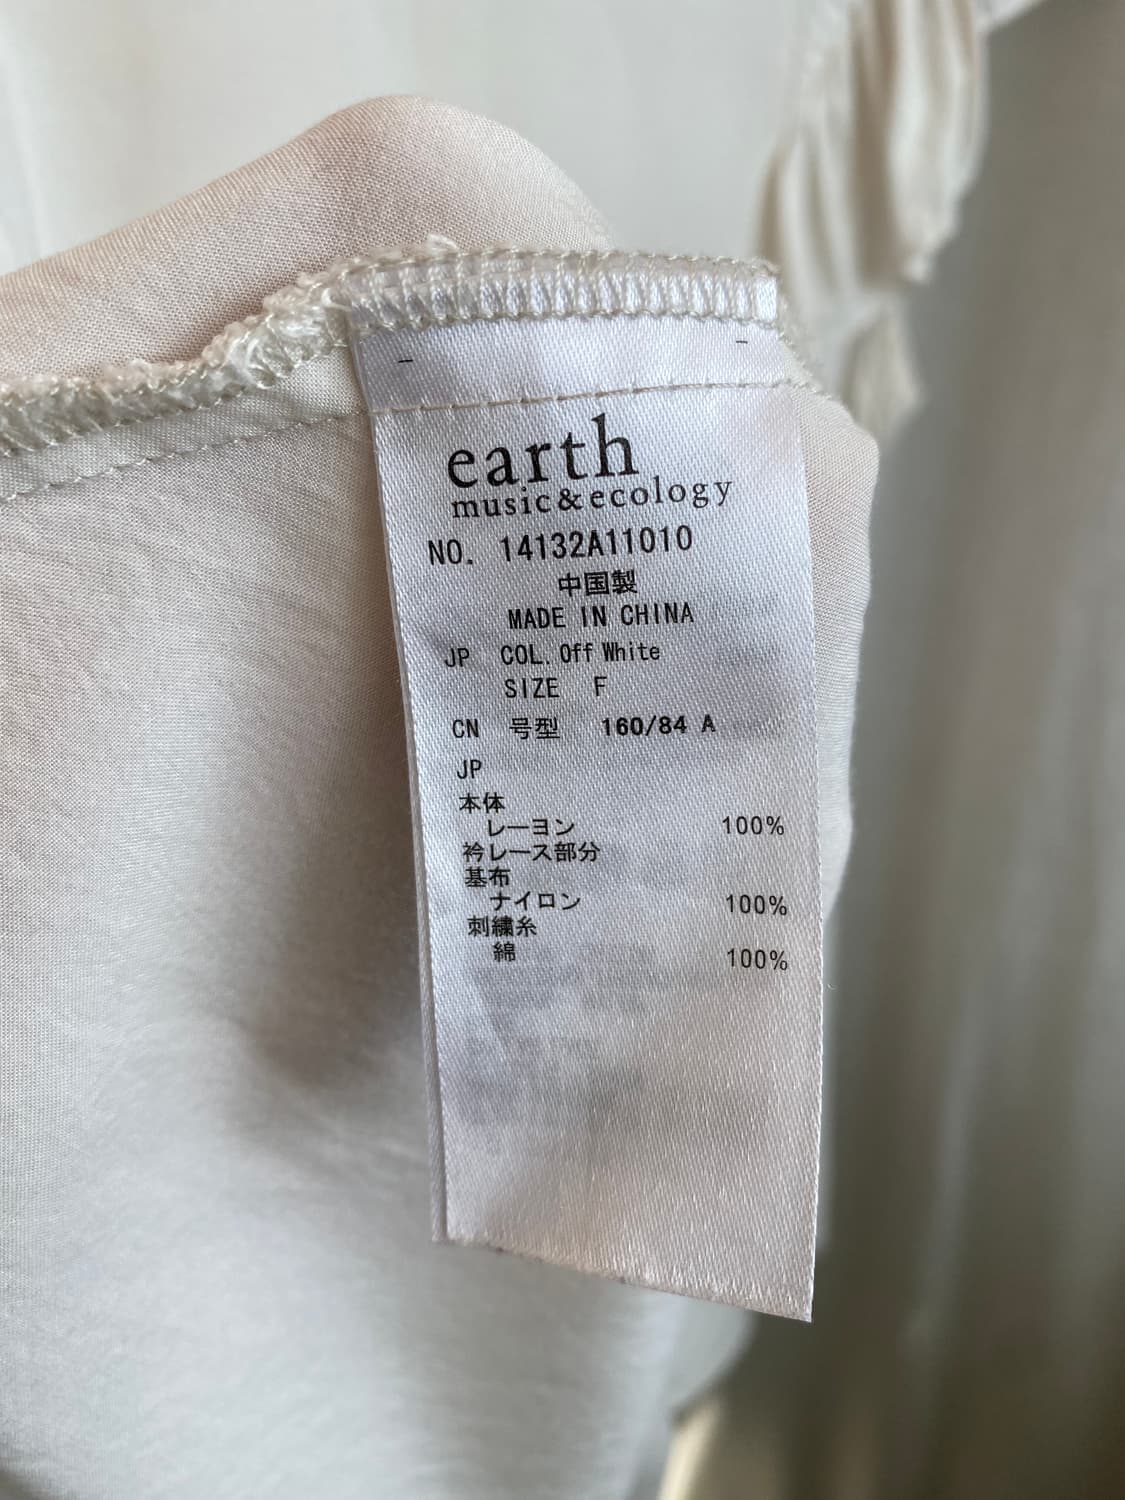 earth
music&ecology
NO. 14132A11010
中国製
MADE IN CHINA
JP COL. Off White
SIZE F
CN 号型 160/84 A
JP
本体
レーヨン 100%
衿レース部分
基布
ナイロン 100%
刺繍糸
綿 100%